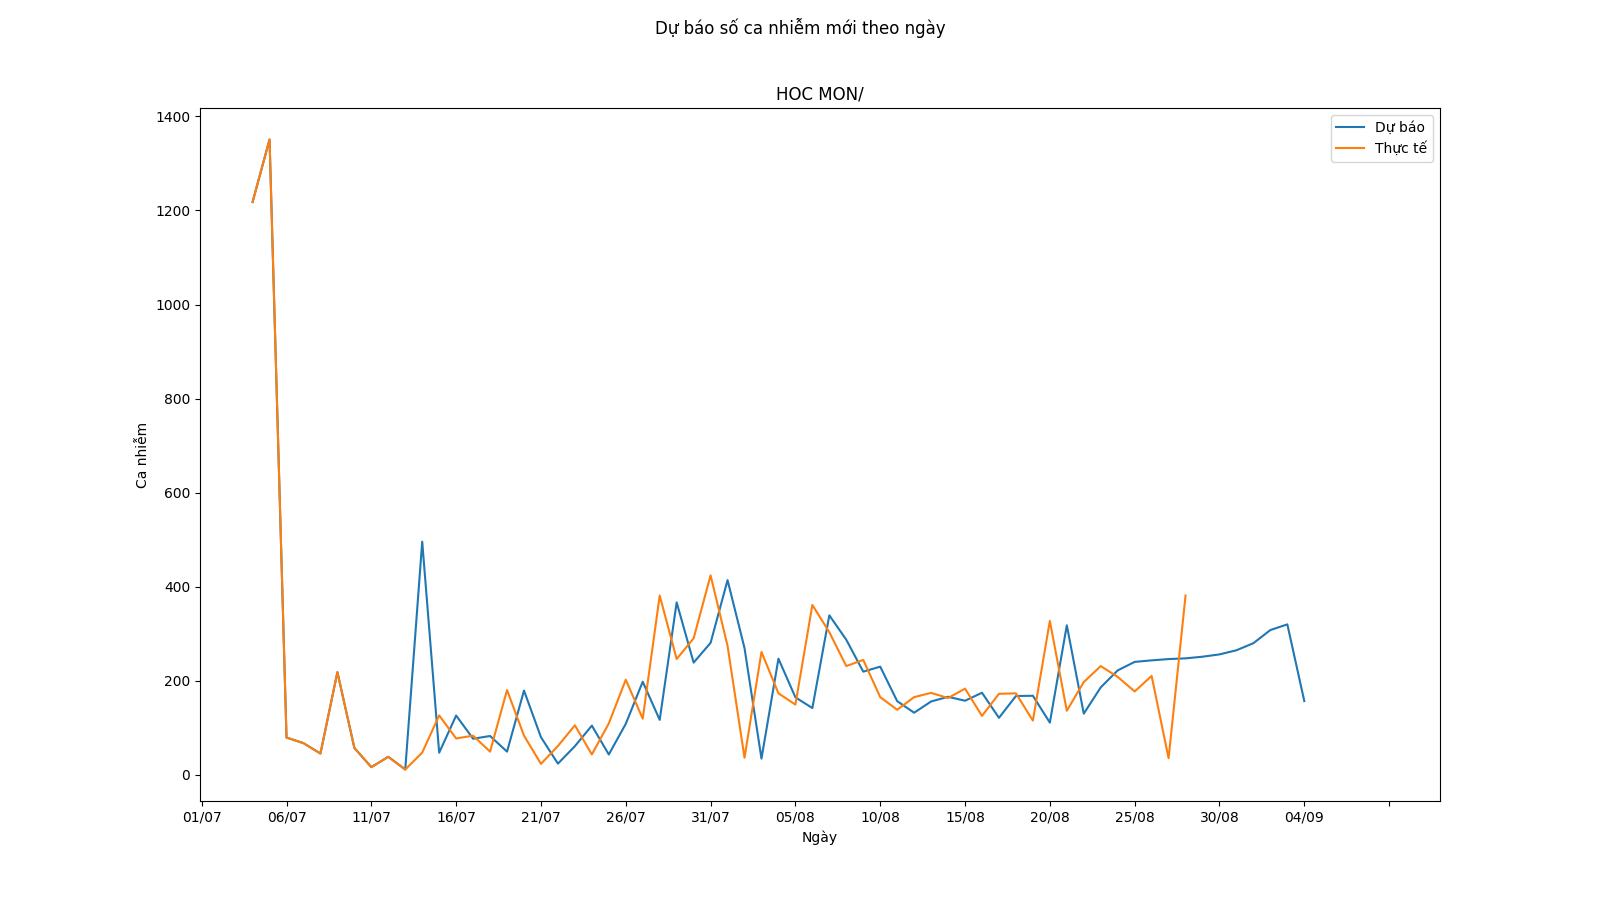 Dự báo số ca nhiễm mới theo ngày
HOC MON/
Dự báo
Thực tế
1400
1200
1000
800
600
400
200
0
Ca nhiễm
01/07 06/07 11/07 16/07 21/07 26/07 31/07 05/08 10/08 15/08 20/08 25/08 30/08 04/09
Ngày